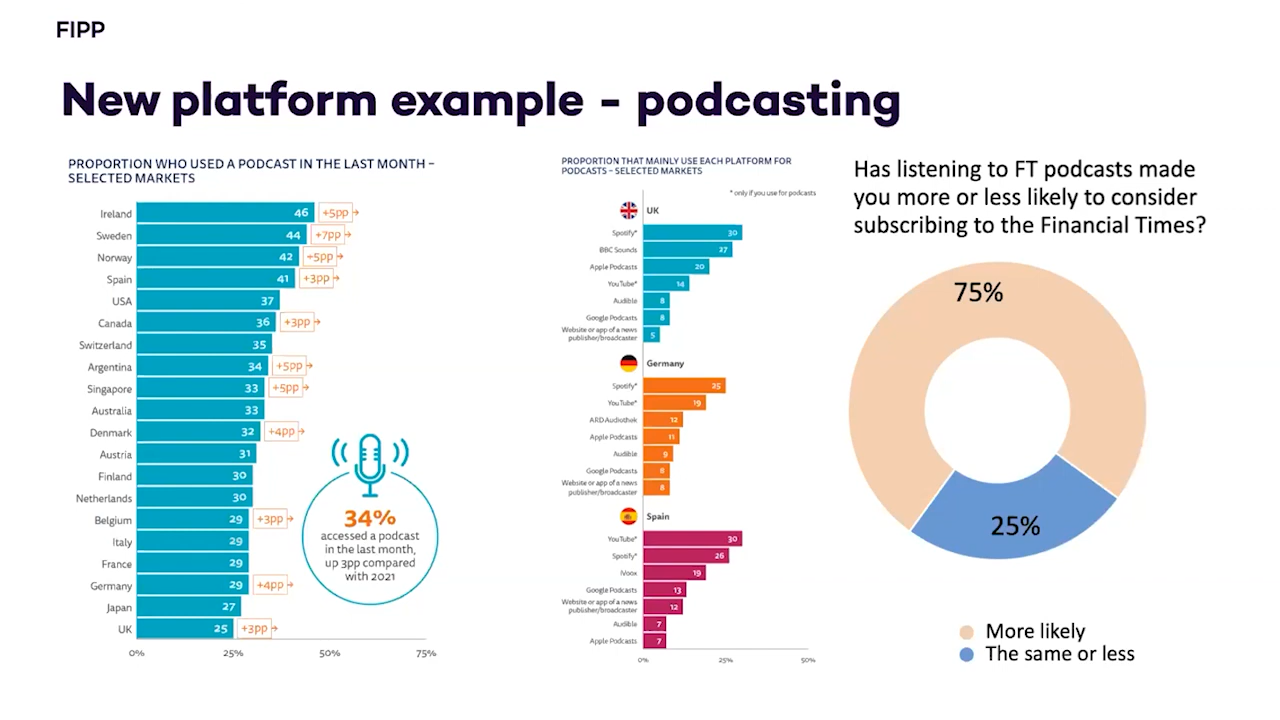 FIPP
New platform example - podcasting
PROPORTION WHO USED A PODCAST IN THE LAST MONTH –
SELECTED MARKETS
Ireland 46 +5pp
Sweden 44 +7pp
Norway 42 +5pp
Spain 41 +3pp
USA 37
Canada 36 +3pp
Switzerland 35
Argentina 34 +5pp
Singapore 33 +5pp
Australia 33
Denmark 32 +4pp
Austria 31
Finland 30
Netherlands 30
Belgium 29 +3pp
Italy 29
France 29
Germany 29 +4pp
Japan 27
UK 25 +3pp
0% 25% 50% 75%
34%
accessed a podcast
in the last month,
up 3pp compared
with 2021
PROPORTION THAT MAINLY USE EACH PLATFORM FOR
PODCASTS – SELECTED MARKETS
* only if you use for podcasts
UK
Spotify* 30
BBC Sounds 27
Apple Podcasts 20
YouTube* 14
Audible 8
Google Podcasts 8
Website or app of a news
publisher/broadcaster 5
Germany
Spotify* 25
YouTube* 19
ARD Audiothek 12
Apple Podcasts 11
Audible 9
Google Podcasts 8
Website or app of a news
publisher/broadcaster 8
Spain
YouTube* 30
Spotify* 26
iVoox 19
Google Podcasts 13
Website or app of a news
publisher/broadcaster 12
Audible 7
Apple Podcasts 7
0% 25% 50%
Has listening to FT podcasts made
you more or less likely to consider
subscribing to the Financial Times?
75%
25%
More likely
The same or less